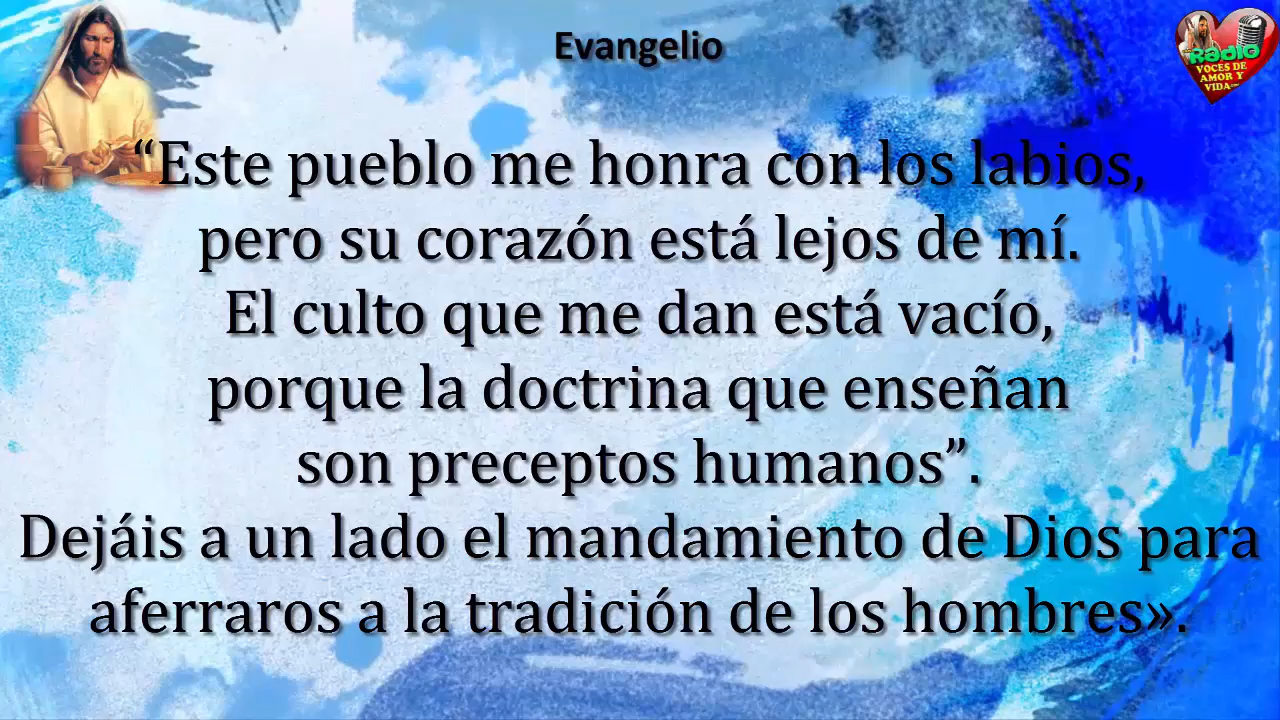 Evangelio
Radio
VOCES DE
AMOR Y
VIDA
“Este pueblo me honra con los labios,
pero su corazón está lejos de mí.
El culto que me dan está vacío,
porque la doctrina que enseñan
son preceptos humanos”.
Dejáis a un lado el mandamiento de Dios para
aferraros a la tradición de los hombres».